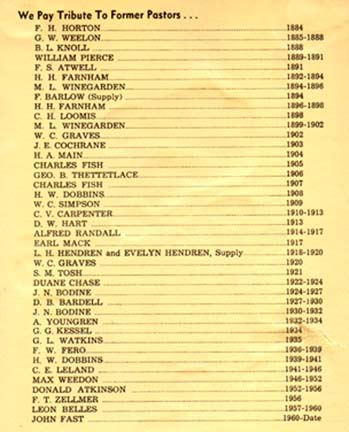 We Pay Tribute To Former Pastors . . .
F. H. HORTON 1884
G. W. WEELON 1885-1888
B. L. KNOLL 1888
WILLIAM PIERCE 1889-1891
F. S. ATWELL 1891
H. H. FARNHAM 1892-1894
M. L. WINEGARDEN 1894-1896
F. BARLOW (Supply) 1894
H. H. FARNHAM 1896-1898
C. H. LOOMIS 1898
M. L. WINEGARDEN 1899-1902
W. C. GRAVES 1902
J. E. COCHRANE 1903
H. A. MAIN 1904
CHARLES FISH 1905
GEO. B. THETTETLACE 1906
CHARLES FISH 1907
H. W. DOBBINS 1908
W. C. SIMPSON 1909
C. V. CARPENTER 1910-1913
D. W. HART 1913
ALFRED RANDALL 1914-1917
EARL MACK 1917
L. H. HENDREN and EVELYN HENDREN, Supply 1918-1920
W. C. GRAVES 1920
S. M. TOSH 1921
DUANE CHASE 1922-1924
J. N. BODINE 1924-1927
D. B. BARDELL 1927-1930
J. N. BODINE 1930-1932
A. YOUNGREN 1932-1934
G. G. KESSEL 1934
G. L. WATKINS 1935
F. W. FERO 1936-1939
H. W. DOBBINS 1939-1941
C. E. LELAND 1941-1946
MAX WEEDON 1946-1952
DONALD ATKINSON 1952-1956
F. T. ZELLMER 1956
LEON BELLES 1957-1960
JOHN FAST 1960-Date